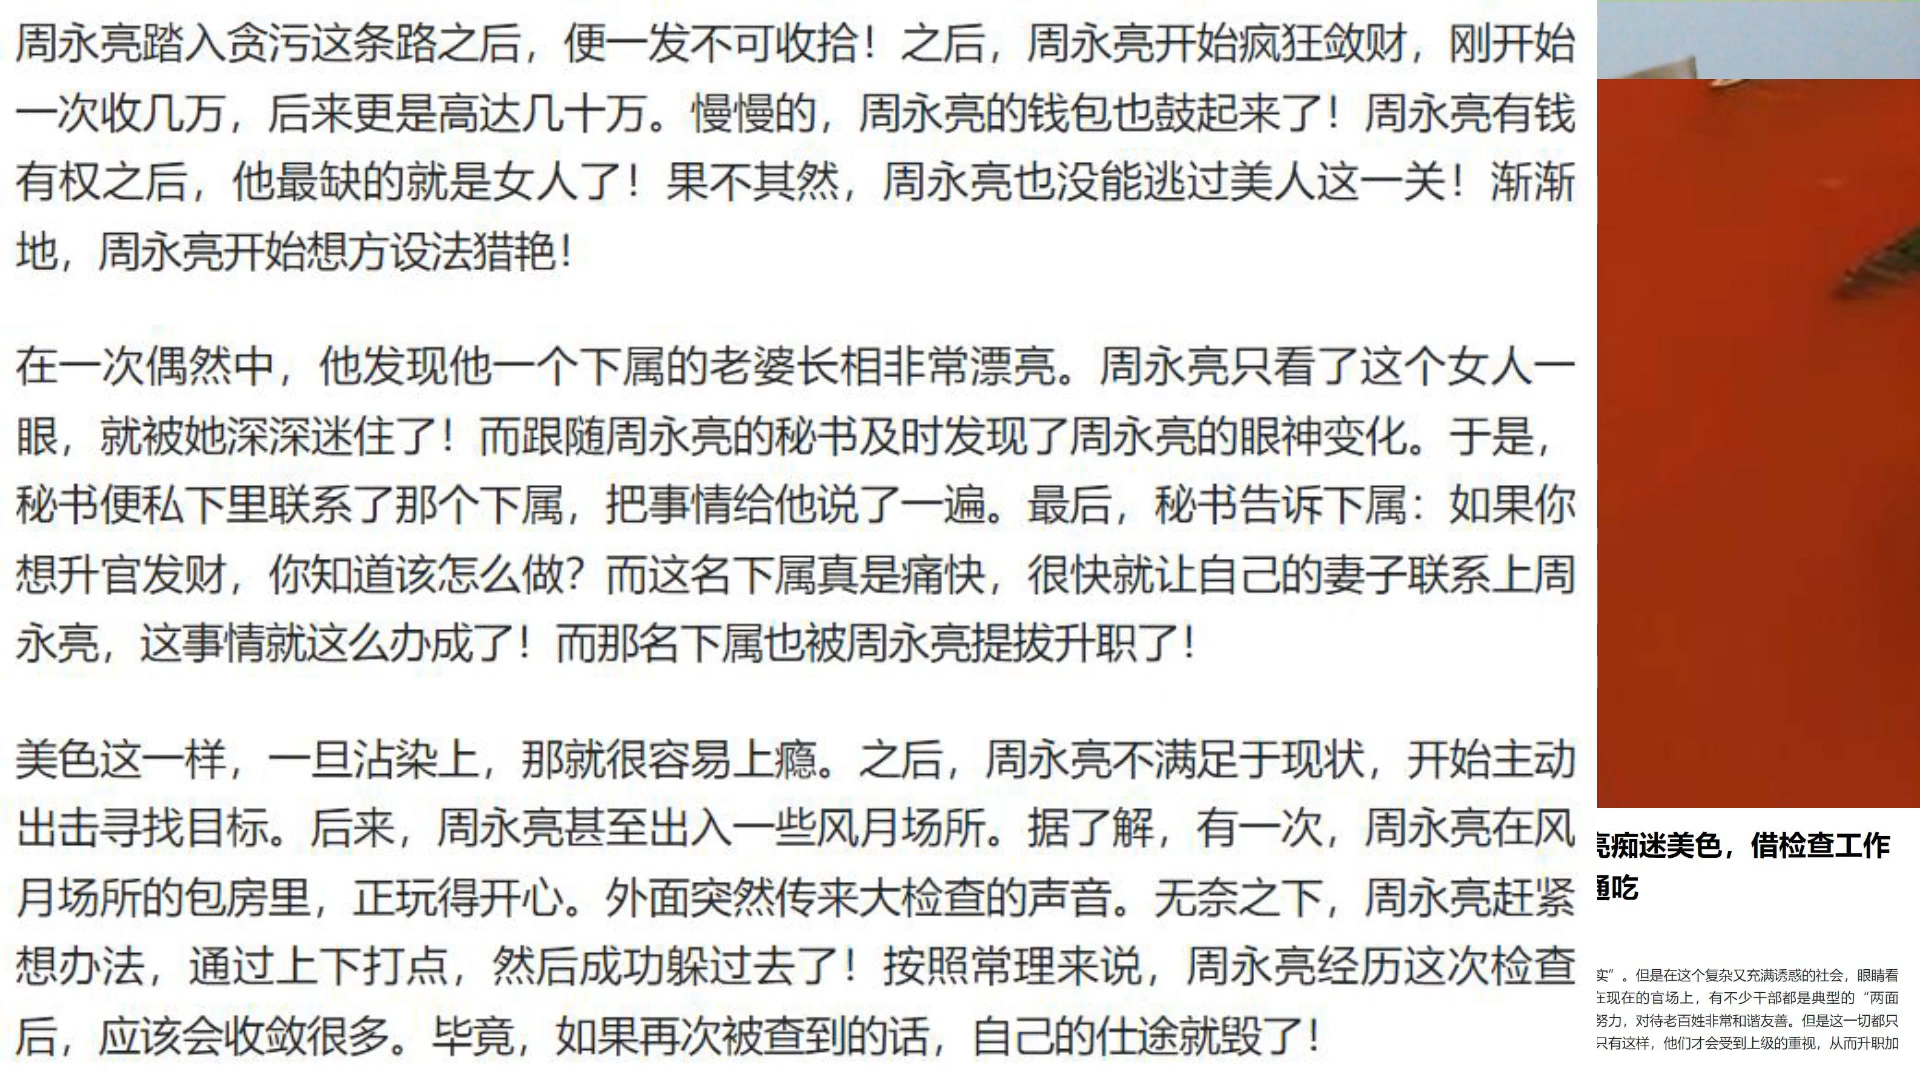 周永亮踏入贪污这条路之后，便一发不可收拾！之后，周永亮开始疯狂敛财，刚开始
一次收几万，后来更是高达几十万。慢慢的，周永亮的钱包也鼓起来了！周永亮有钱
有权之后，他最缺的就是女人了！果不其然，周永亮也没能逃过美人这一关！渐渐
地，周永亮开始想方设法猎艳！
在一次偶然中，他发现他一个下属的老婆长相非常漂亮。周永亮只看了这个女人一
眼，就被她深深迷住了！而跟随周永亮的秘书及时发现了周永亮的眼神变化。于是，
秘书便私下里联系了那个下属，把事情给他说了一遍。最后，秘书告诉下属：如果你
想升官发财，你知道该怎么做？而这名下属真是痛快，很快就让自己的妻子联系上周
永亮，这事情就这么办成了！而那名下属也被周永亮提拔升职了！
美色这一样，一旦沾染上，那就很容易上瘾。之后，周永亮不满足于现状，开始主动
出击寻找目标。后来，周永亮甚至出入一些风月场所。据了解，有一次，周永亮在风
月场所的包房里，正玩得开心。外面突然传来大检查的声音。无奈之下，周永亮赶紧
想办法，通过上下打点，然后成功躲过去了！按照常理来说，周永亮经历这次检查
后，应该会收敛很多。毕竟，如果再次被查到的话，自己的仕途就毁了！
亮痴迷美色，借检查工作
通吃
实”。但是在这个复杂又充满诱惑的社会，眼睛看
在现在的官场上，有不少干部都是典型的“两面
努力，对待老百姓非常和谐友善。但是这一切都只
只有这样，他们才会受到上级的重视，从而升职加